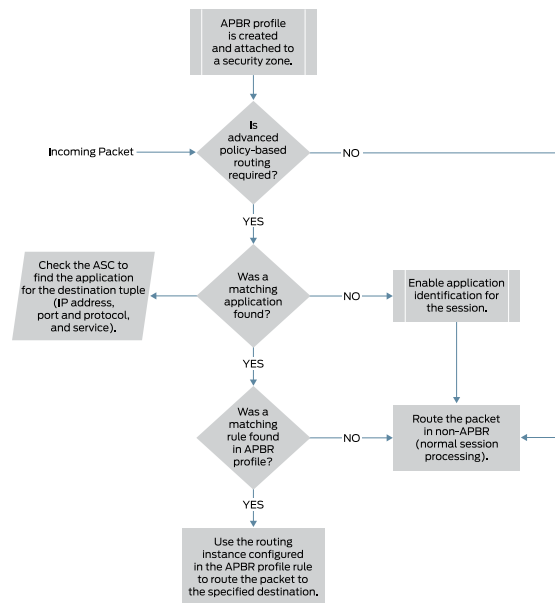 APBR profile
is created
and attached to
a security zone.
Incoming Packet
Is
advanced
policy-based
routing
required?
NO
YES
Check the ASC to
find the application
for the destination tuple
(IP address,
port and protocol,
and service).
Was a
matching
application
found?
NO
Enable application
identification for
the session.
YES
Was a
matching
rule found
in APBR
profile?
NO
Route the packet
in non-APBR
(normal session
processing).
YES
Use the routing
instance configured
in the APBR profile rule
to route the packet to
the specified destination.